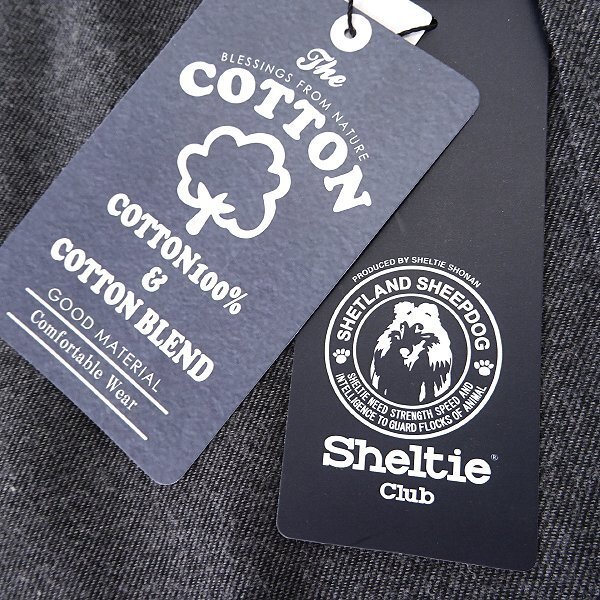 BLESSINGS FROM NATURE
The
COTTON
COTTON100%
&
COTTON BLEND
GOOD MATERIAL
Comfortable Wear
PRODUCED BY SHELTIE SHONAN
SHETLAND SHEEPDOG
SHELTIE NEED STRENGTH SPEED AND
INTELLIGENCE TO GUARD FLOCKS OF ANIMAL
Sheltie®
Club